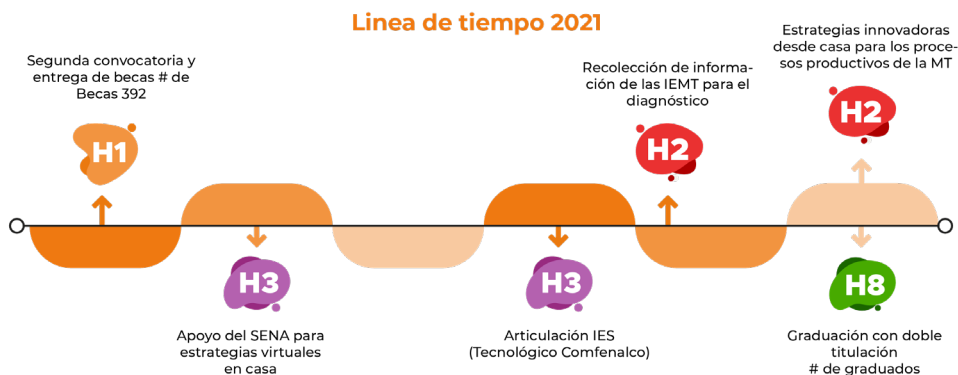 Linea de tiempo 2021
Segunda convocatoria y
entrega de becas # de
Becas 392
H1
Apoyo del SENA para
estrategias virtuales
en casa
H3
Articulación IES
(Tecnológico Comfenalco)
H3
Recolección de informa-
ción de las IEMT para el
diagnóstico
H2
Estrategias innovadoras
desde casa para los proce-
sos productivos de la MT
H2
H8
Graduación con doble
titulación
# de graduados